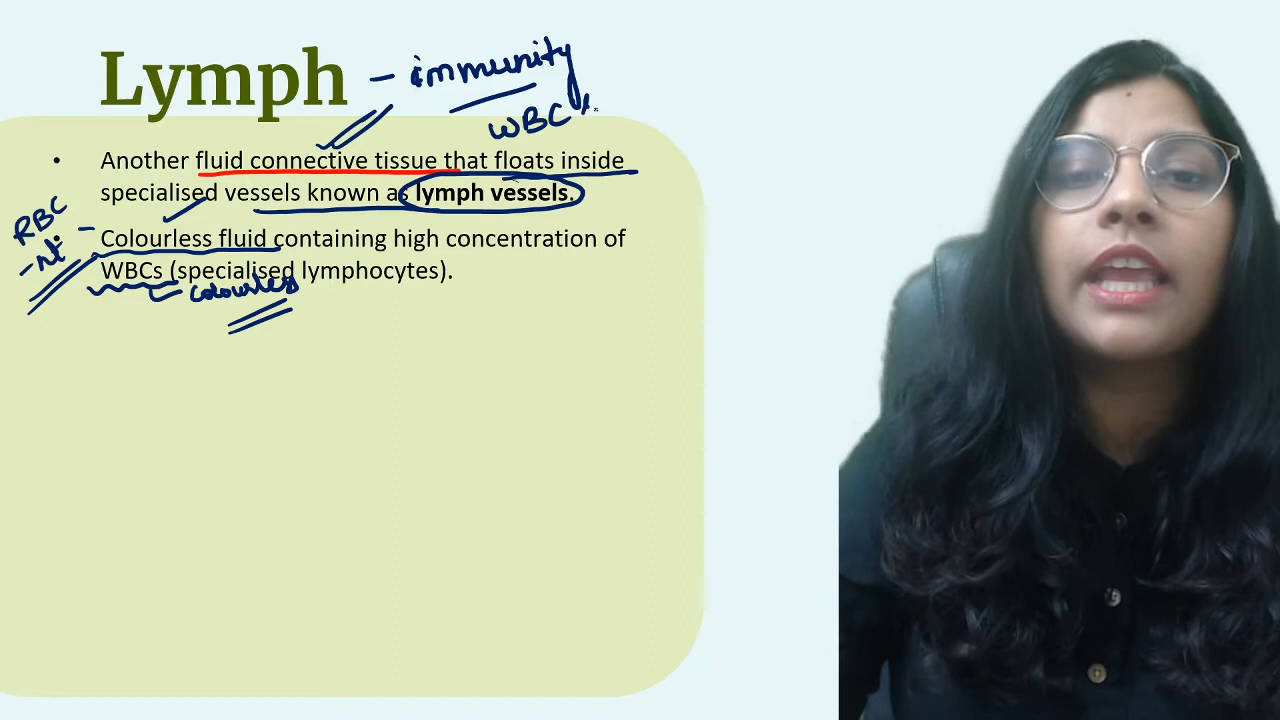 Lymph - immunity
WBC
• Another fluid connective tissue that floats inside
specialised vessels known as lymph vessels.
RBC
Colourless fluid containing high concentration of
WBCs (specialised lymphocytes).
colourless